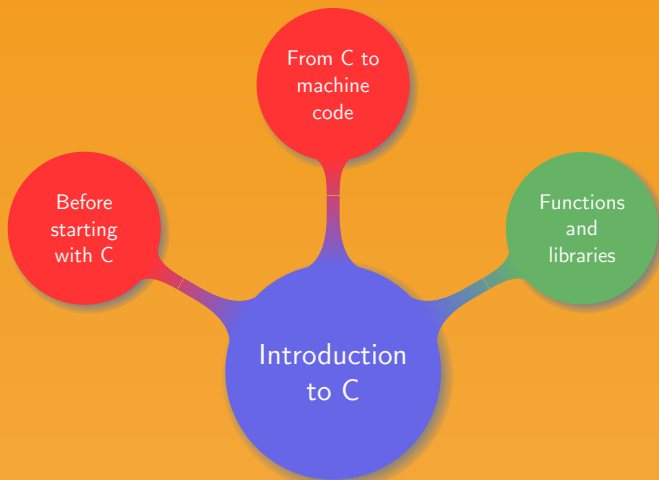 From C to
machine
code
Before
starting
with C
Functions
and
libraries
Introduction
to C